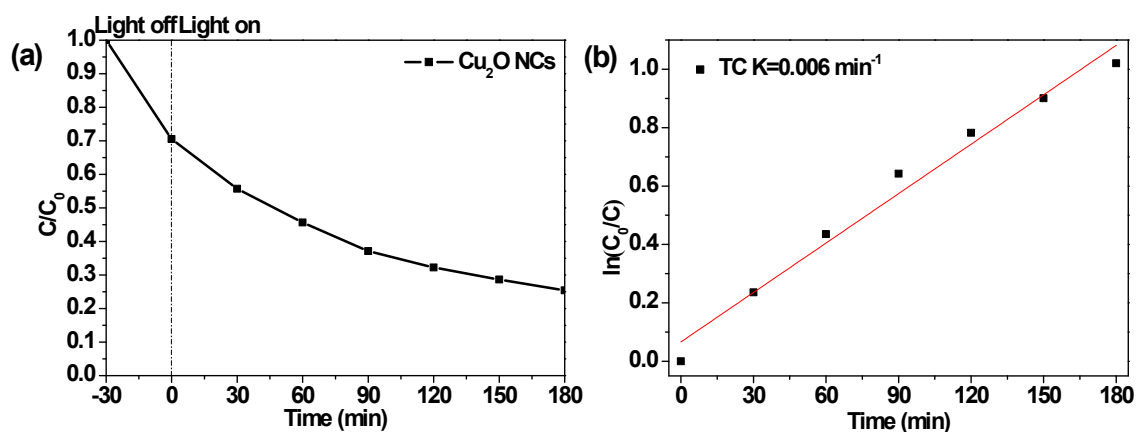 Light off Light on
(a)
Cu₂O NCs
1.0
0.9
0.8
0.7
0.6
0.5
0.4
0.3
0.2
0.1
0.0
C/C₀
-30 0 30 60 90 120 150 180
Time (min)
(b)
TC K=0.006 min⁻¹
1.0
0.8
0.6
0.4
0.2
0.0
ln(C₀/C)
0 30 60 90 120 150 180
Time (min)